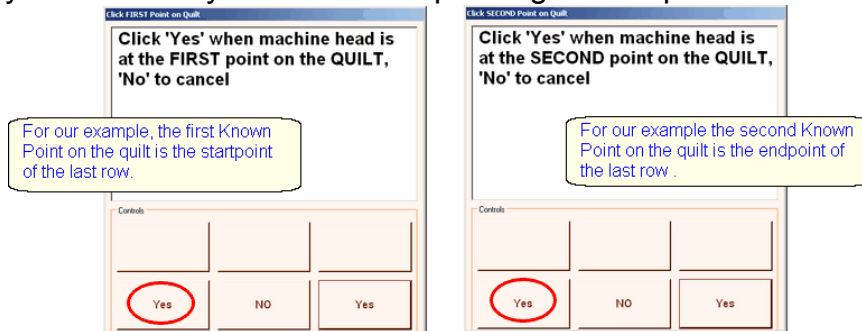 Click FIRST Point on Quilt
Click 'Yes' when machine head is
at the FIRST point on the QUILT,
'No' to cancel
For our example, the first Known
Point on the quilt is the startpoint
of the last row.
Controls
Yes
NO
Yes
Click SECOND Point on Quilt
Click 'Yes' when machine head is
at the SECOND point on the QUILT,
'No' to cancel
For our example the second Known
Point on the quilt is the endpoint of
the last row .
Controls
Yes
NO
Yes